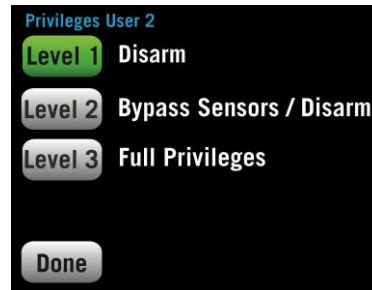 Privileges User 2
Level 1 Disarm
Level 2 Bypass Sensors / Disarm
Level 3 Full Privileges
Done